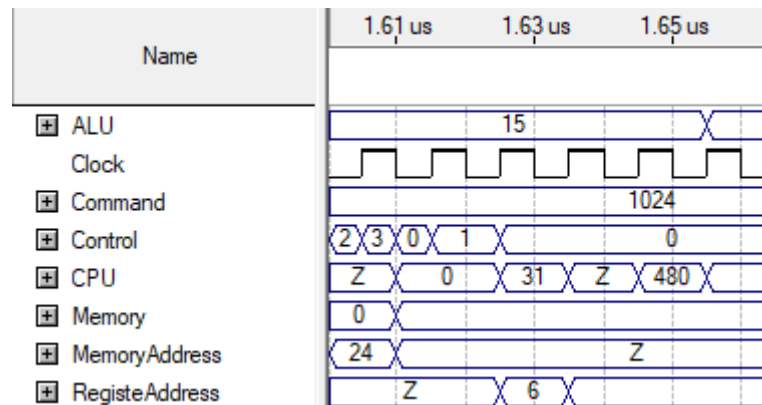 Name 1.61 us 1.63 us 1.65 us
ALU 15
Clock
Command 1024
Control 2 3 0 1 0
CPU Z 0 31 Z 480
Memory 0
MemoryAddress 24 Z
RegisteAddress Z 6